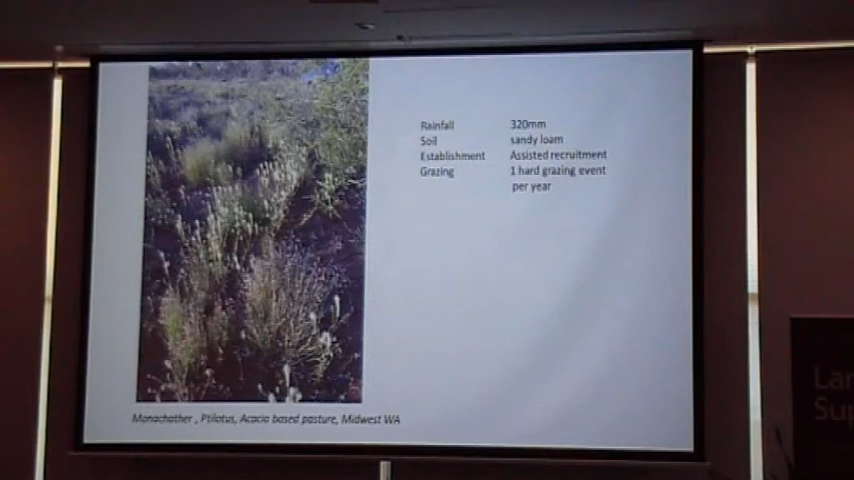 Rainfall 320mm
Soil sandy loam
Establishment Assisted recruitment
Grazing 1 hard grazing event
per year
Monachather , Ptilotus, Acacia based pasture, Midwest WA
Lan
Sup